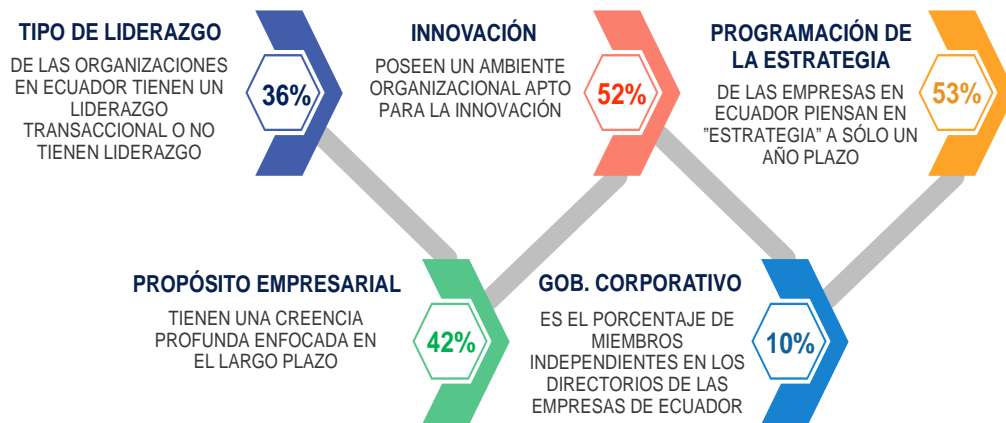 TIPO DE LIDERAZGO
DE LAS ORGANIZACIONES
EN ECUADOR TIENEN UN
LIDERAZGO
TRANSACCIONAL O NO
TIENEN LIDERAZGO
36%
INNOVACIÓN
POSEEN UN AMBIENTE
ORGANIZACIONAL APTO
PARA LA INNOVACIÓN
52%
PROGRAMACIÓN DE
LA ESTRATEGIA
DE LAS EMPRESAS EN
ECUADOR PIENSAN EN
”ESTRATEGIA” A SÓLO UN
AÑO PLAZO
53%
PROPÓSITO EMPRESARIAL
TIENEN UNA CREENCIA
PROFUNDA ENFOCADA EN
EL LARGO PLAZO
42%
GOB. CORPORATIVO
ES EL PORCENTAJE DE
MIEMBROS
INDEPENDIENTES EN LOS
DIRECTORIOS DE LAS
EMPRESAS DE ECUADOR
10%